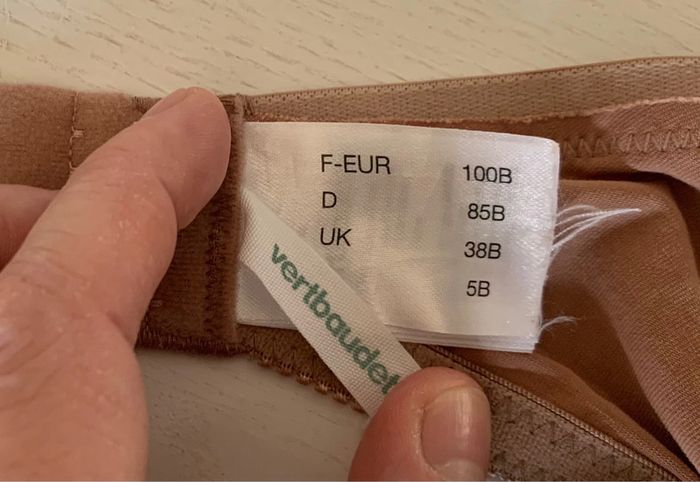 F-EUR 100B
D 85B
UK 38B
5B
vertbaudet